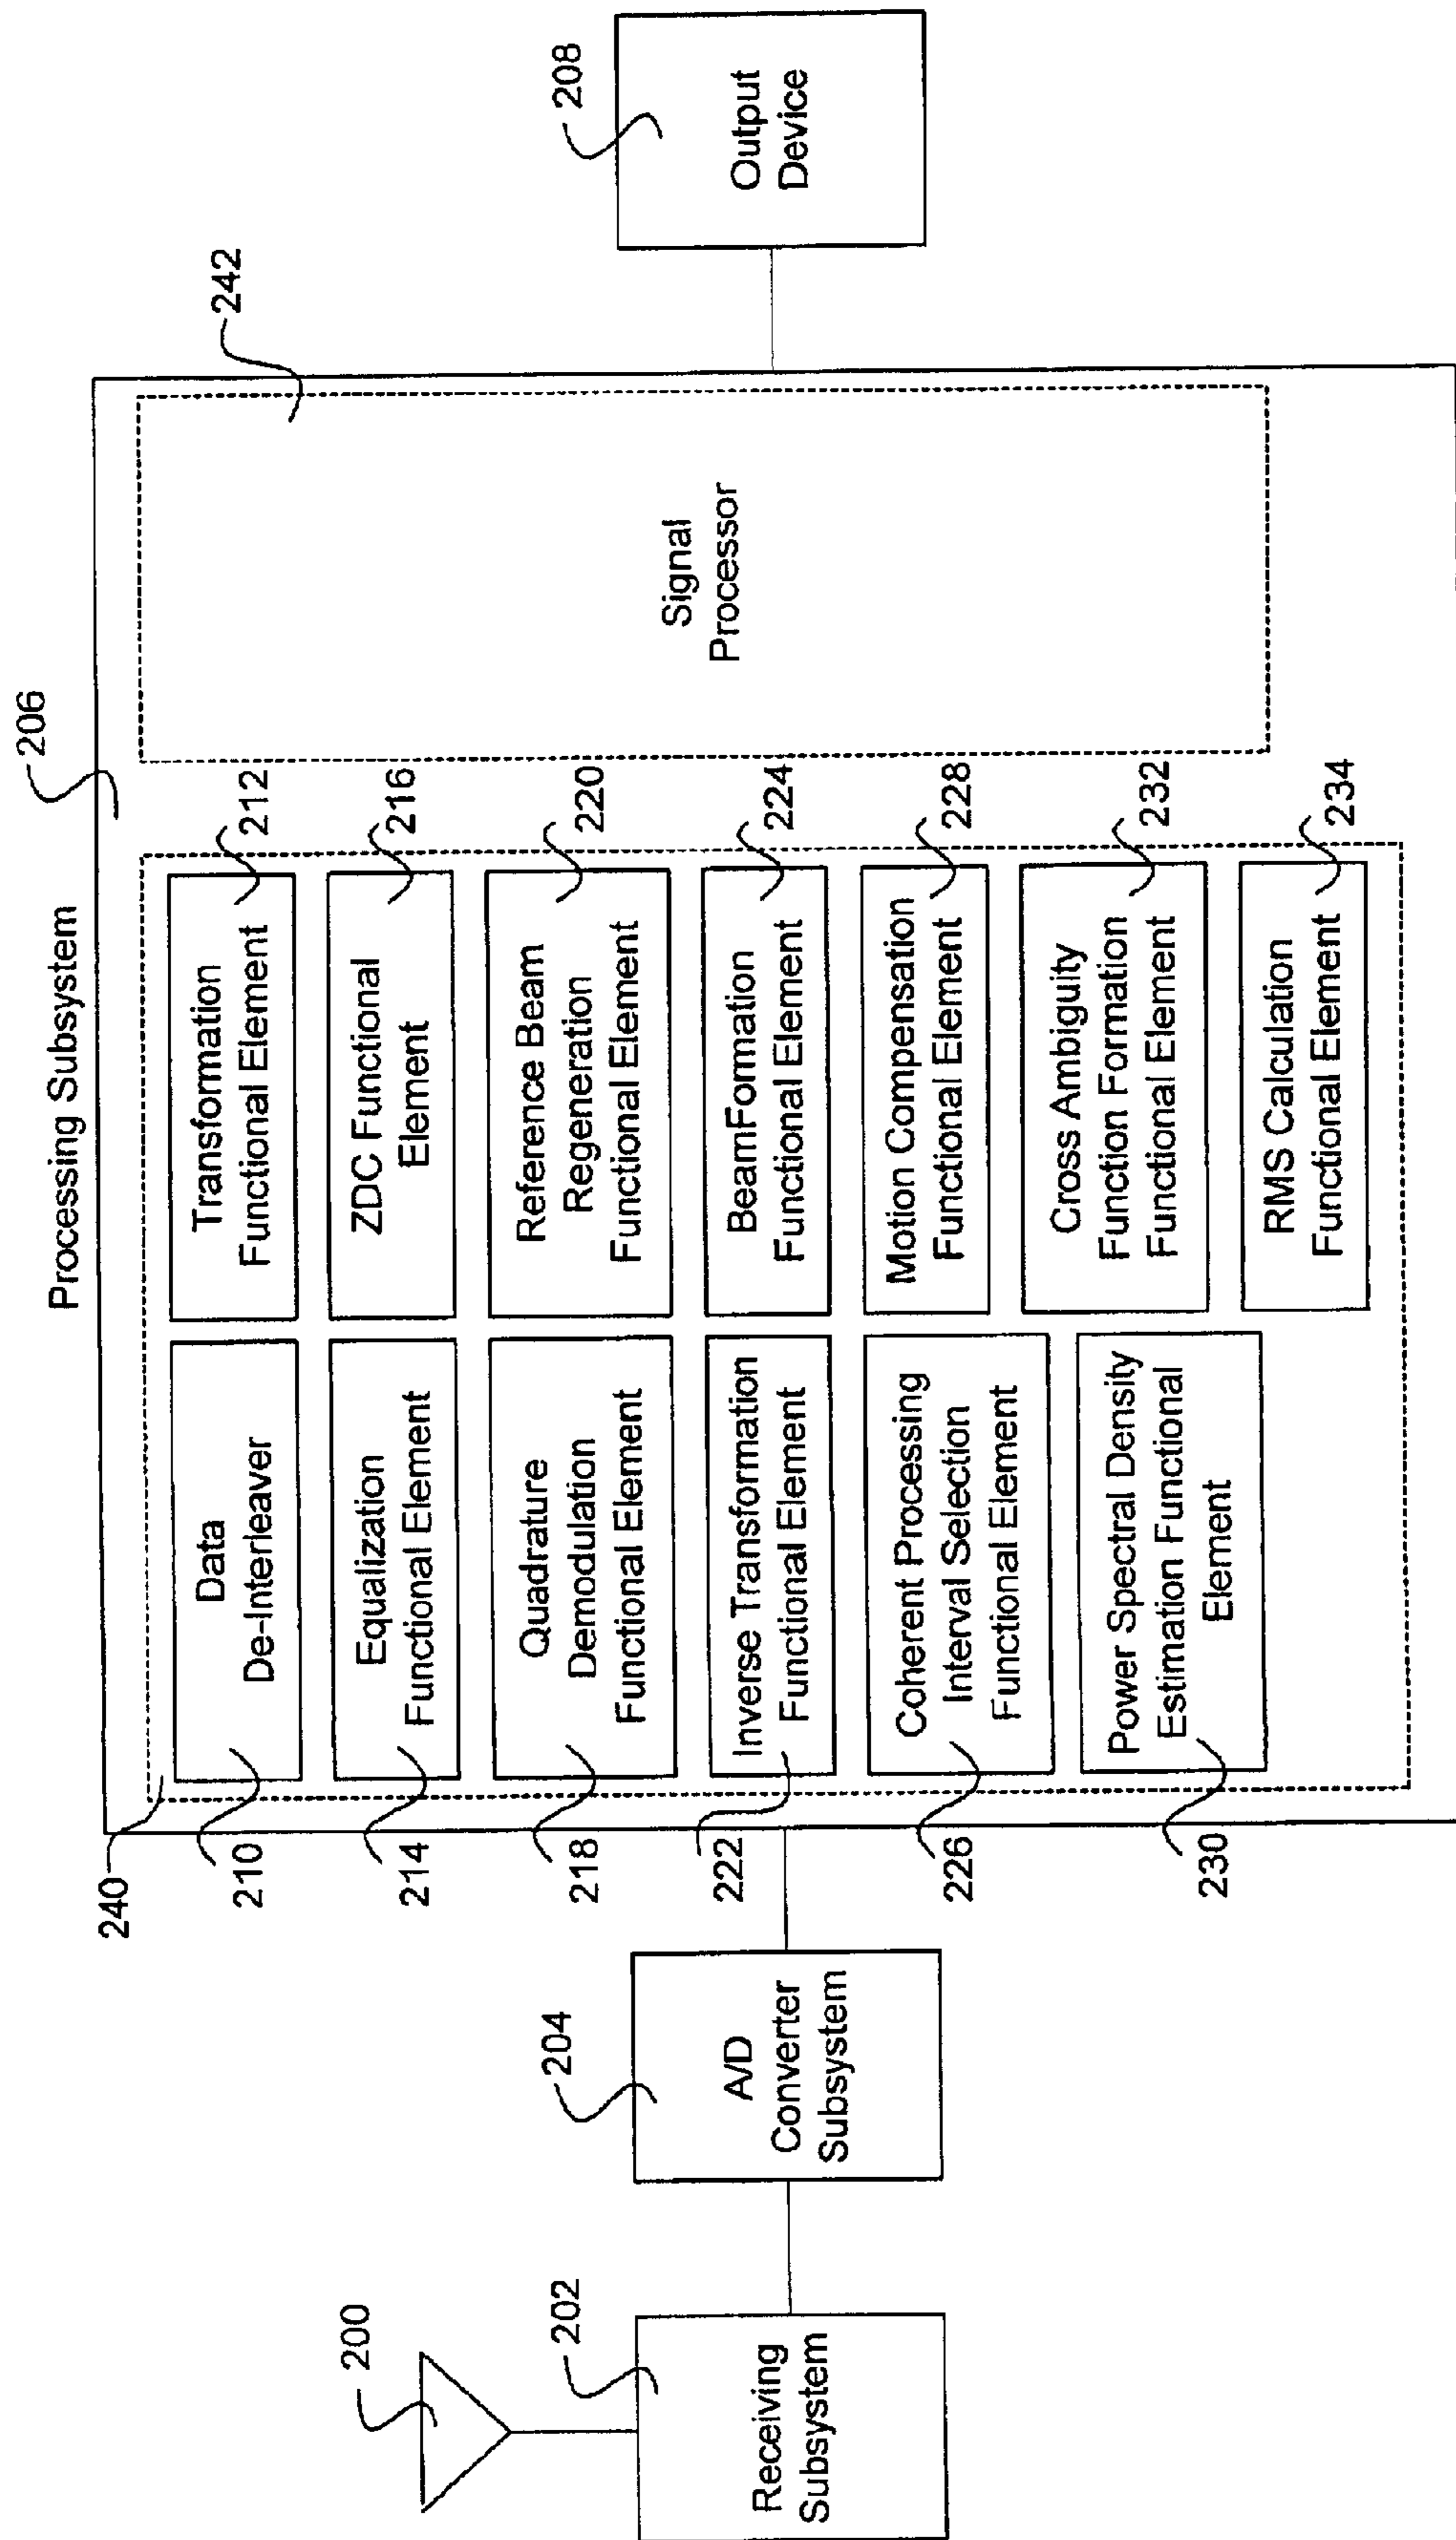 Processing Subsystem
206
240
Data
De-Interleaver
210
Transformation
Functional Element
212
Equalization
Functional Element
214
ZDC Functional
Element
216
Quadrature
Demodulation
Functional Element
218
Reference Beam
Regeneration
Functional Element
220
Inverse Transformation
Functional Element
222
BeamFormation
Functional Element
224
Coherent Processing
Interval Selection
Functional Element
226
Motion Compensation
Functional Element
228
Power Spectral Density
Estimation Functional
Element
230
Cross Ambiguity
Function Formation
Functional Element
232
RMS Calculation
Functional Element
234
Signal
Processor
242
200
Receiving
Subsystem
202
A/D
Converter
Subsystem
204
Output
Device
208